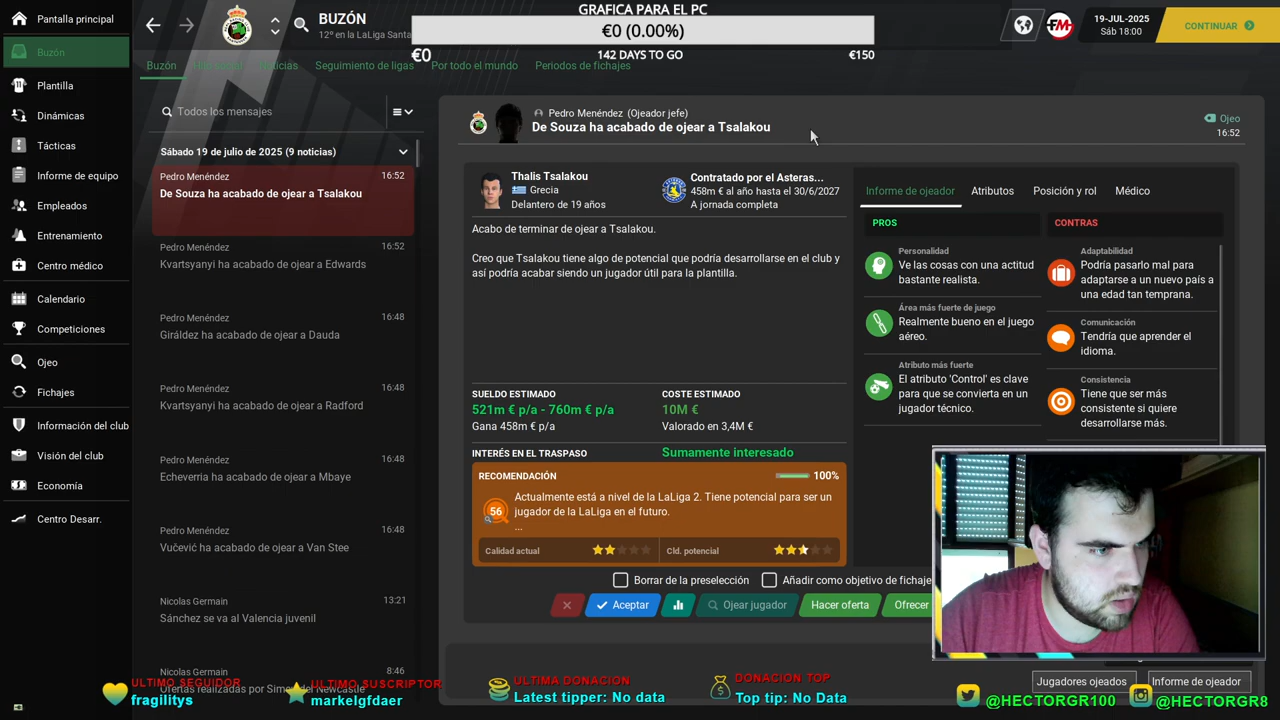 Pantalla principal
Buzón
Plantilla
Dinámicas
Tácticas
Informe de equipo
Empleados
Entrenamiento
Centro médico
Calendario
Competiciones
Ojeo
Fichajes
Información del club
Visión del club
Economía
Centro Desarr.
BUZÓN
12º en la LaLiga Santa
GRAFICA PARA EL PC
€0 (0.00%)
€0
142 DAYS TO GO
€150
19-JUL-2025
Sáb 18:00
CONTINUAR
Buzón
Noticias
Seguimiento de ligas
Por todo el mundo
Periodos de fichajes
Todos los mensajes
Sábado 19 de julio de 2025 (9 noticias)
Pedro Menéndez 16:52
De Souza ha acabado de ojear a Tsalakou
Pedro Menéndez 16:52
Kvartsyanyi ha acabado de ojear a Edwards
Pedro Menéndez 16:48
Giráldez ha acabado de ojear a Dauda
Pedro Menéndez 16:48
Kvartsyanyi ha acabado de ojear a Radford
Pedro Menéndez 16:48
Echeverria ha acabado de ojear a Mbaye
Pedro Menéndez 16:48
Vučević ha acabado de ojear a Van Stee
Nicolas Germain 13:21
Sánchez se va al Valencia juvenil
Nicolas Germain 8:46
Ofertas realizadas por Simon del Newcastle
Pedro Menéndez (Ojeador jefe)
De Souza ha acabado de ojear a Tsalakou
Ojeo
16:52
Thalis Tsalakou
Grecia
Delantero de 19 años
Contratado por el Asteras...
458m € al año hasta el 30/6/2027
A jornada completa
Acabo de terminar de ojear a Tsalakou.
Creo que Tsalakou tiene algo de potencial que podría desarrollarse en el club y
así podría acabar siendo un jugador útil para la plantilla.
SUELDO ESTIMADO
521m € p/a - 760m € p/a
Gana 458m € p/a
COSTE ESTIMADO
10M €
Valorado en 3,4M €
INTERÉS EN EL TRASPASO
Sumamente interesado
RECOMENDACIÓN
100%
56
Actualmente está a nivel de la LaLiga 2. Tiene potencial para ser un
jugador de la LaLiga en el futuro.
...
Calidad actual
Cld. potencial
Borrar de la preselección
Añadir como objetivo de fichaje
Aceptar
Ojear jugador
Hacer oferta
Ofrecer
Informe de ojeador
Atributos
Posición y rol
Médico
PROS
Personalidad
Ve las cosas con una actitud
bastante realista.
Área más fuerte de juego
Realmente bueno en el juego
aéreo.
Atributo más fuerte
El atributo 'Control' es clave
para que se convierta en un
jugador técnico.
CONTRAS
Adaptabilidad
Podría pasarlo mal para
adaptarse a un nuevo país a
una edad tan temprana.
Comunicación
Tendría que aprender el
idioma.
Consistencia
Tiene que ser más
consistente si quiere
desarrollarse más.
Jugadores ojeados
Informe de ojeador
ULTIMO SEGUIDOR
fragilitys
ULTIMO SUSCRIPTOR
markelgfdaer
ULTIMA DONACION
Latest tipper: No data
DONACION TOP
Top tip: No Data
@HECTORGR100
@HECTORGR8